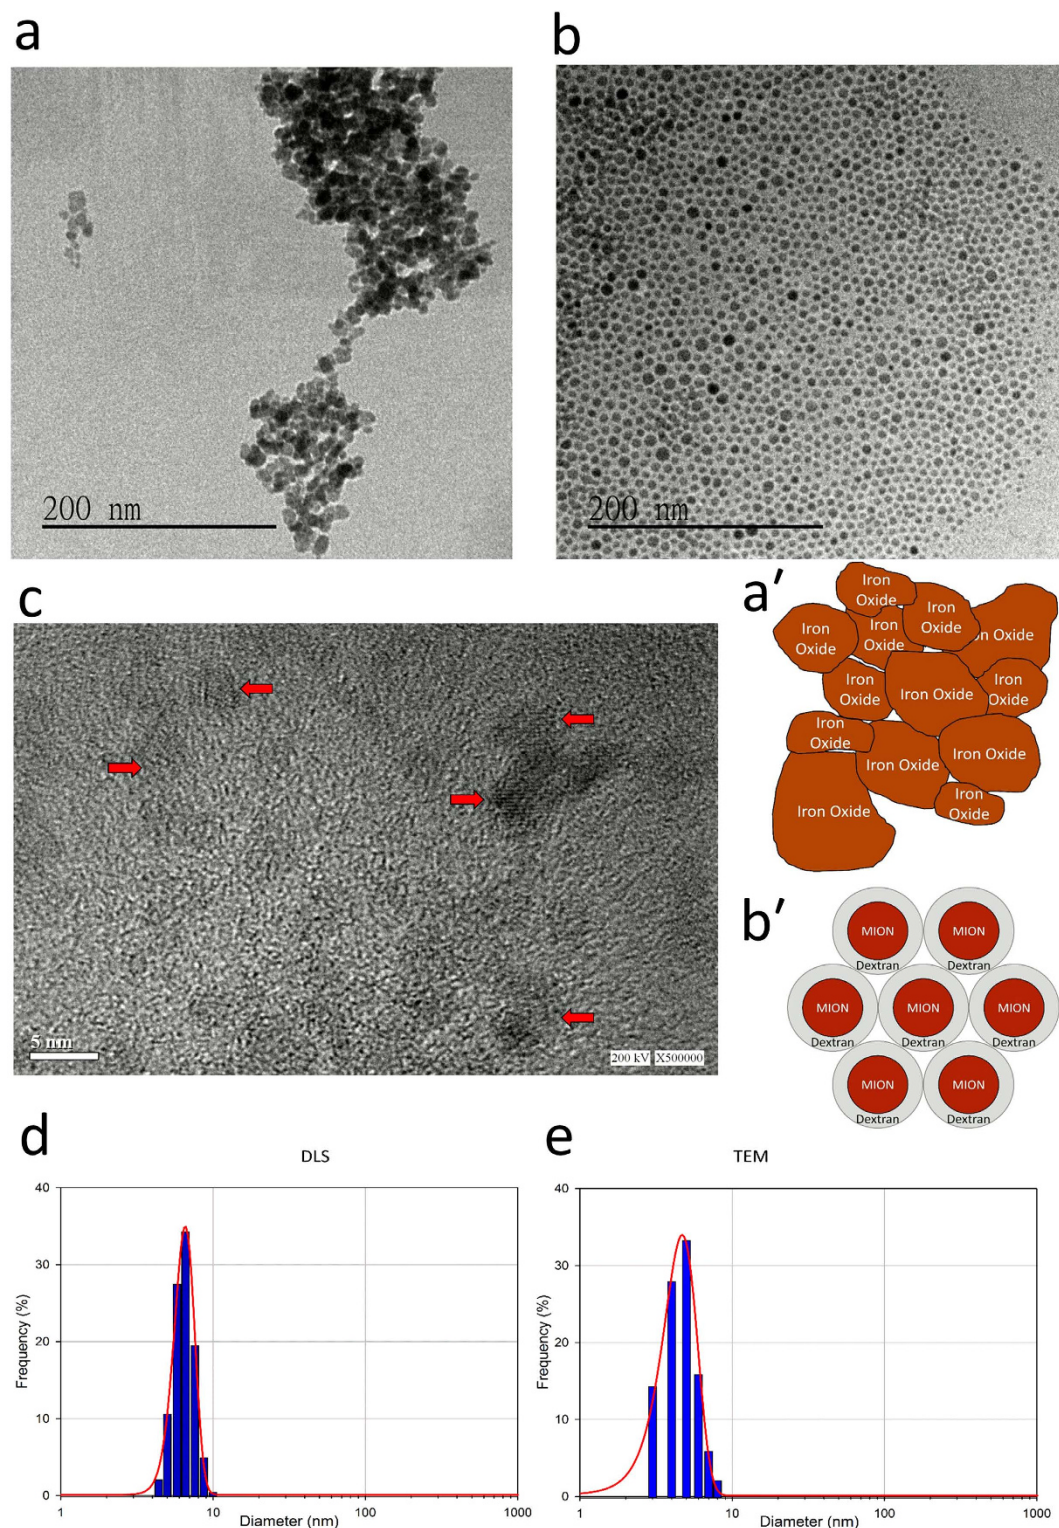 a
b
200 nm
200 nm
c
a′
Iron
Oxide
Iron
Oxide
Iron
Oxide
Iron
Oxide
Iron Oxide
Iron
Oxide
Iron Oxide
Iron
Oxide
Iron
Oxide
Iron Oxide
Iron Oxide
Iron Oxide
Iron
Oxide
5 nm
200 kV X500000
b′
MION
Dextran
MION
Dextran
MION
Dextran
MION
Dextran
MION
Dextran
MION
Dextran
MION
Dextran
d
DLS
Frequency (%)
40
30
20
10
0
1
10
100
1000
Diameter (nm)
e
TEM
Frequency (%)
40
30
20
10
0
1
10
100
1000
Diameter (nm)